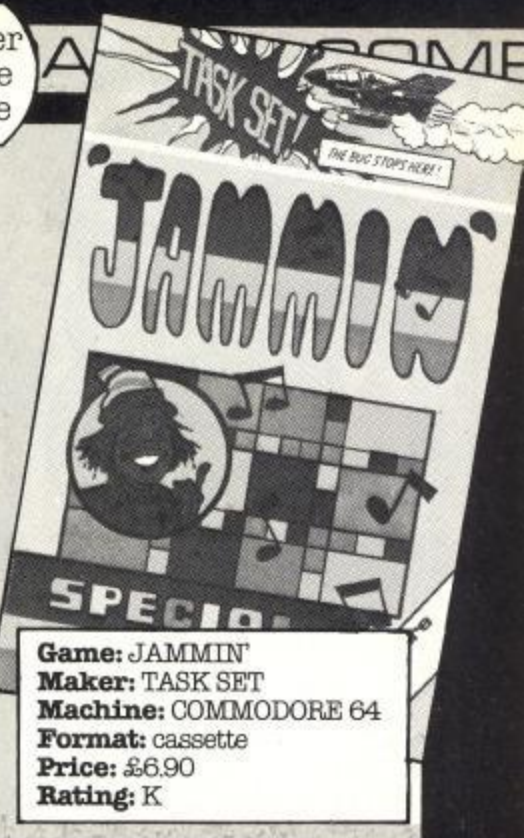 er
e
e
TASK SET!
THE BUG STOPS HERE!
'JAMMIN'
Game: JAMMIN'
Maker: TASK SET
Machine: COMMODORE 64
Format: cassette
Price: £6.90
Rating: K